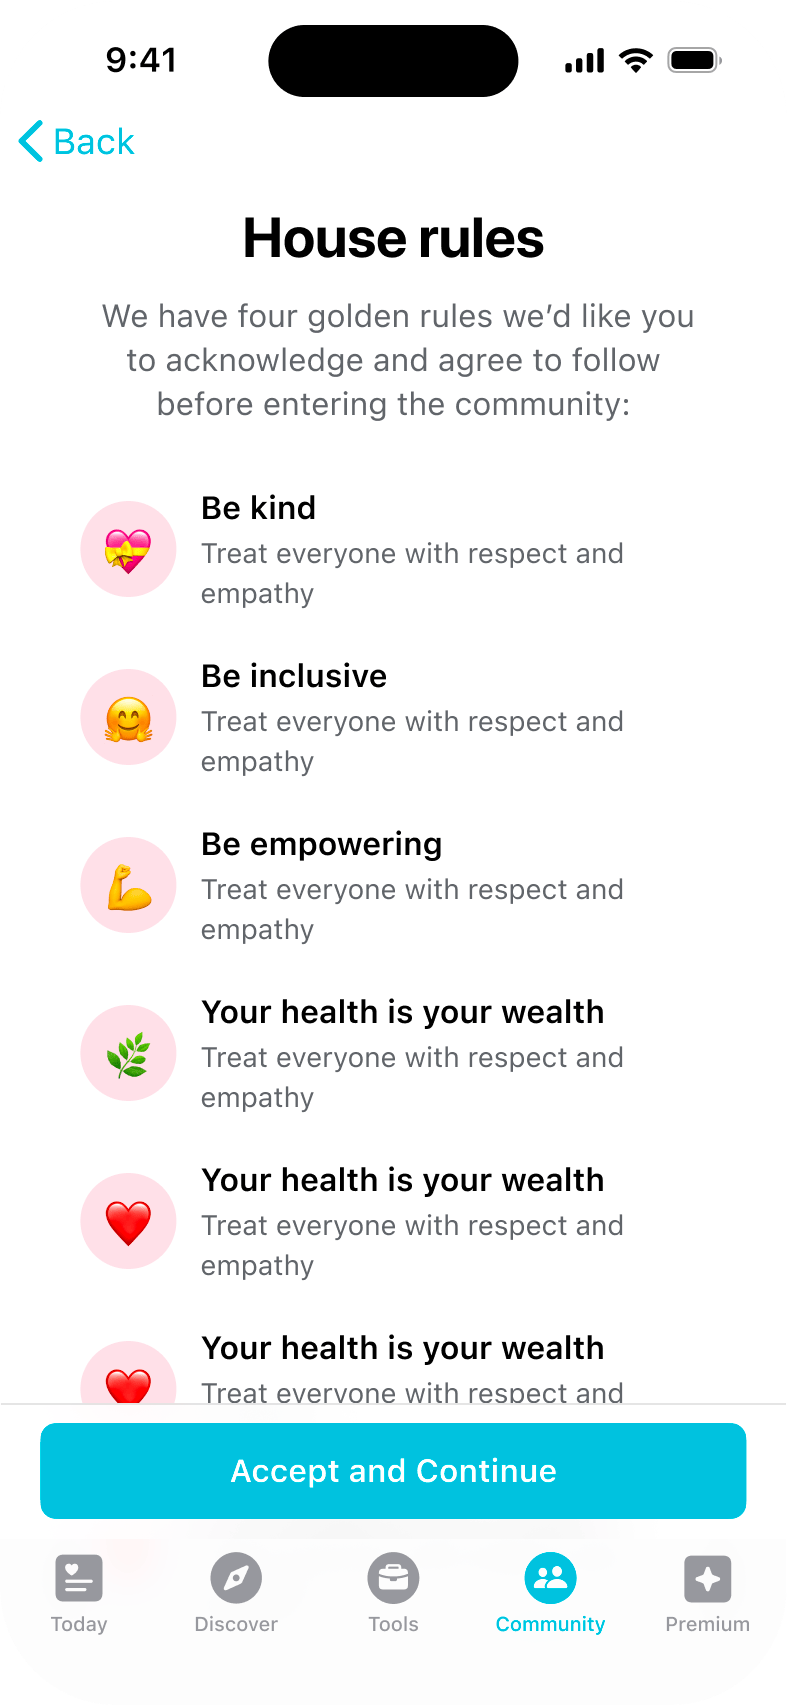 9:41
Back
House rules
We have four golden rules we’d like you
to acknowledge and agree to follow
before entering the community:
Be kind
Treat everyone with respect and
empathy
Be inclusive
Treat everyone with respect and
empathy
Be empowering
Treat everyone with respect and
empathy
Your health is your wealth
Treat everyone with respect and
empathy
Your health is your wealth
Treat everyone with respect and
empathy
Your health is your wealth
Treat everyone with respect and
Accept and Continue
Today
Discover
Tools
Community
Premium